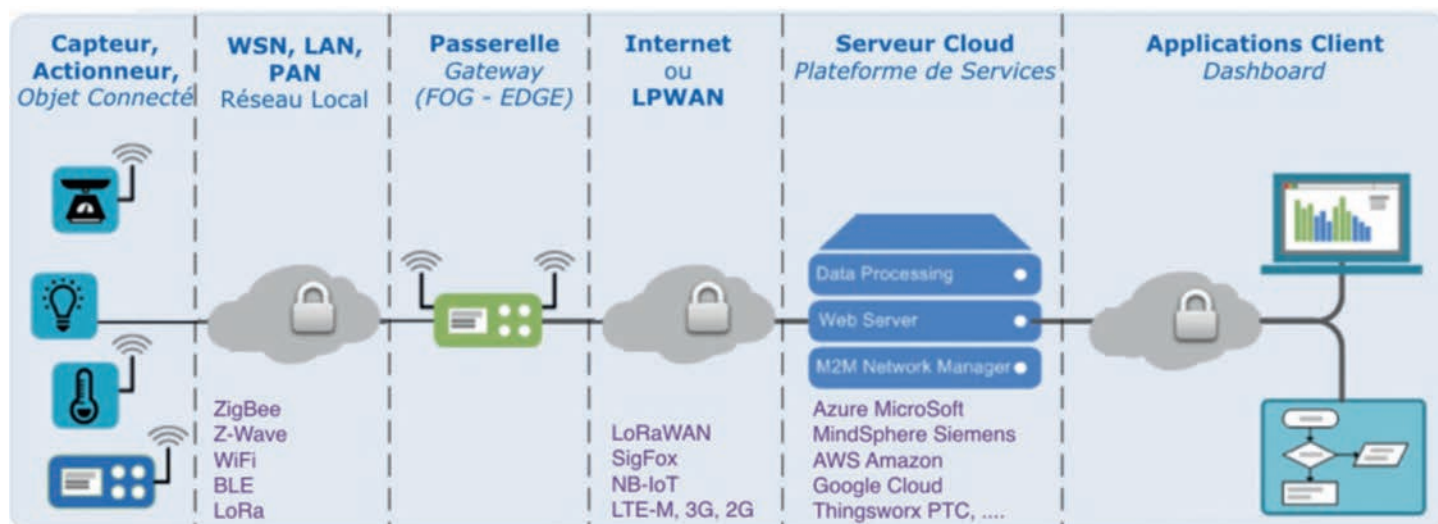 Capteur,
Actionneur,
Objet Connecté
WSN, LAN,
PAN
Réseau Local
Passerelle
Gateway
(FOG - EDGE)
Internet
ou
LPWAN
Serveur Cloud
Plateforme de Services
Applications Client
Dashboard
Data Processing
Web Server
M2M Network Manager
ZigBee
Z-Wave
WiFi
BLE
LoRa
LoRaWAN
SigFox
NB-IoT
LTE-M, 3G, 2G
Azure MicroSoft
MindSphere Siemens
AWS Amazon
Google Cloud
Thingsworx PTC, ....